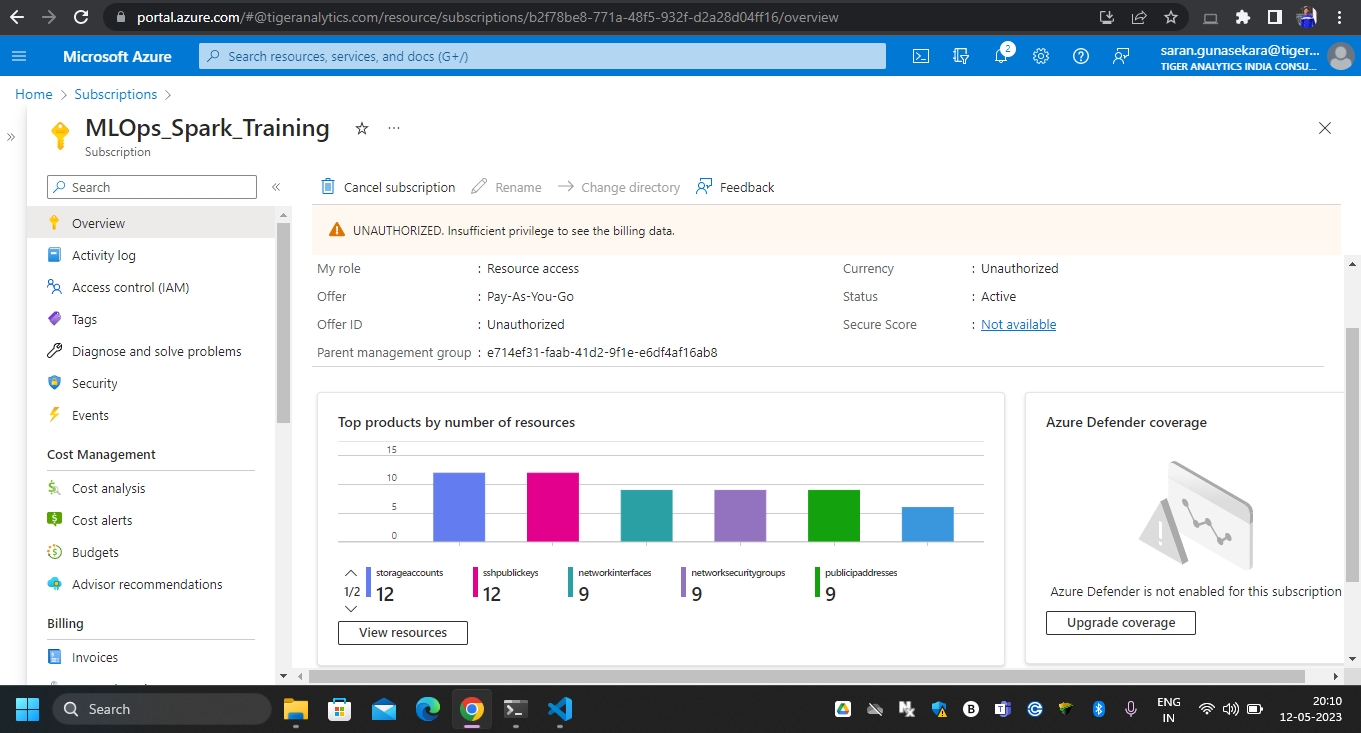 portal.azure.com/#@tigeranalytics.com/resource/subscriptions/b2f78be8-771a-48f5-932f-d2a28d04ff16/overview
Microsoft Azure
Search resources, services, and docs (G+/)
2
saran.gunasekara@tiger...
TIGER ANALYTICS INDIA CONSU...
Home > Subscriptions >
MLOps_Spark_Training
Subscription
Search
Cancel subscription
Rename
Change directory
Feedback
Overview
Activity log
Access control (IAM)
Tags
Diagnose and solve problems
Security
Events
Cost Management
Cost analysis
Cost alerts
Budgets
Advisor recommendations
Billing
Invoices
UNAUTHORIZED. Insufficient privilege to see the billing data.
My role : Resource access
Offer : Pay-As-You-Go
Offer ID : Unauthorized
Parent management group : e714ef31-faab-41d2-9f1e-e6df4af16ab8
Currency : Unauthorized
Status : Active
Secure Score : Not available
Top products by number of resources
15
10
5
0
1/2
storageaccounts
12
sshpublickeys
12
networkinterfaces
9
networksecuritygroups
9
publicipaddresses
9
View resources
Azure Defender coverage
Azure Defender is not enabled for this subscription
Upgrade coverage
Search
ENG
IN
20:10
12-05-2023